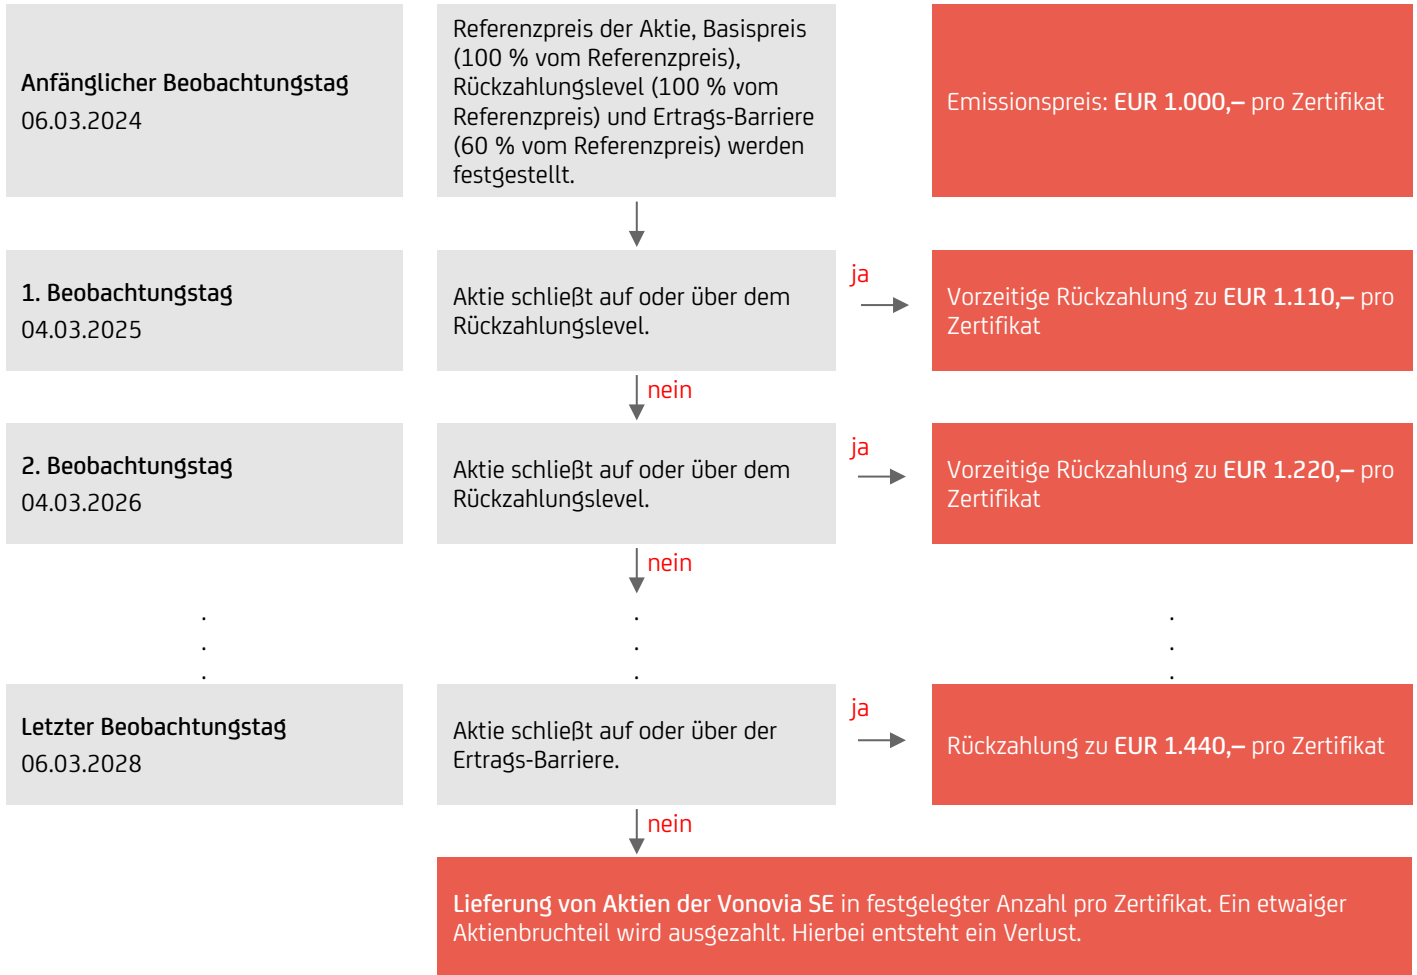 Anfänglicher Beobachtungstag
06.03.2024
Referenzpreis der Aktie, Basispreis
(100 % vom Referenzpreis),
Rückzahlungslevel (100 % vom
Referenzpreis) und Ertrags-Barriere
(60 % vom Referenzpreis) werden
festgestellt.
Emissionspreis: EUR 1.000,– pro Zertifikat
1. Beobachtungstag
04.03.2025
Aktie schließt auf oder über dem
Rückzahlungslevel.
ja
Vorzeitige Rückzahlung zu EUR 1.110,– pro
Zertifikat
nein
2. Beobachtungstag
04.03.2026
Aktie schließt auf oder über dem
Rückzahlungslevel.
ja
Vorzeitige Rückzahlung zu EUR 1.220,– pro
Zertifikat
nein
. . .
. . .
. . .
Letzter Beobachtungstag
06.03.2028
Aktie schließt auf oder über der
Ertrags-Barriere.
ja
Rückzahlung zu EUR 1.440,– pro Zertifikat
nein
Lieferung von Aktien der Vonovia SE in festgelegter Anzahl pro Zertifikat. Ein etwaiger
Aktienbruchteil wird ausgezahlt. Hierbei entsteht ein Verlust.